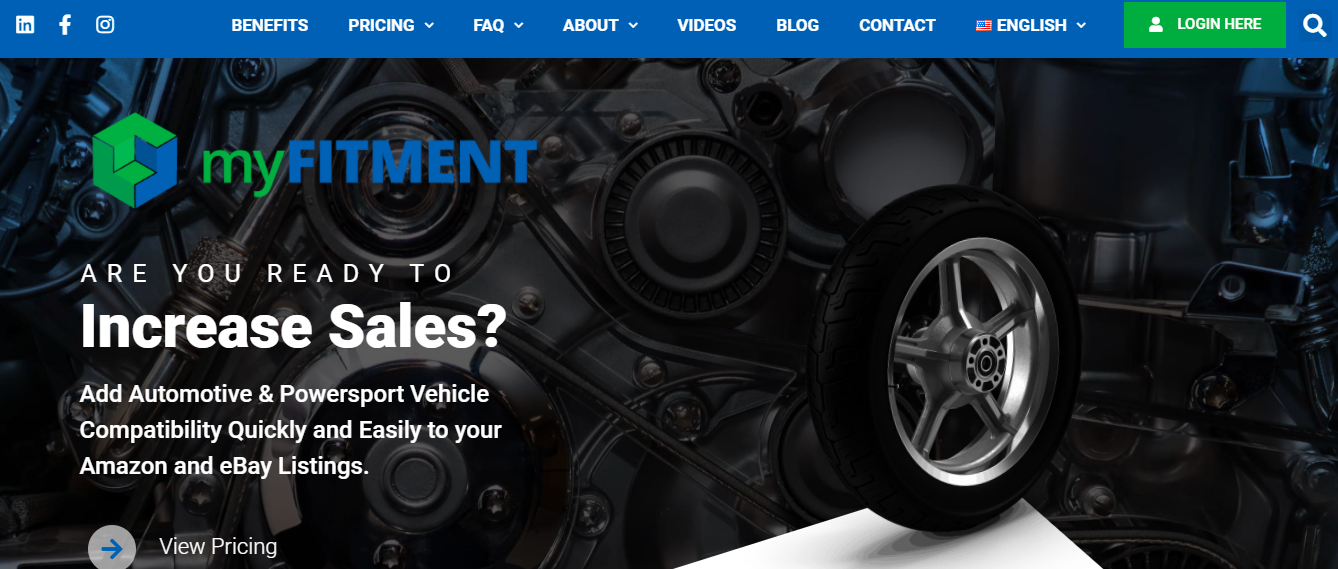 BENEFITS PRICING FAQ ABOUT VIDEOS BLOG CONTACT ENGLISH LOGIN HERE
myFITMENT
ARE YOU READY TO
Increase Sales?
Add Automotive & Powersport Vehicle
Compatibility Quickly and Easily to your
Amazon and eBay Listings.
View Pricing